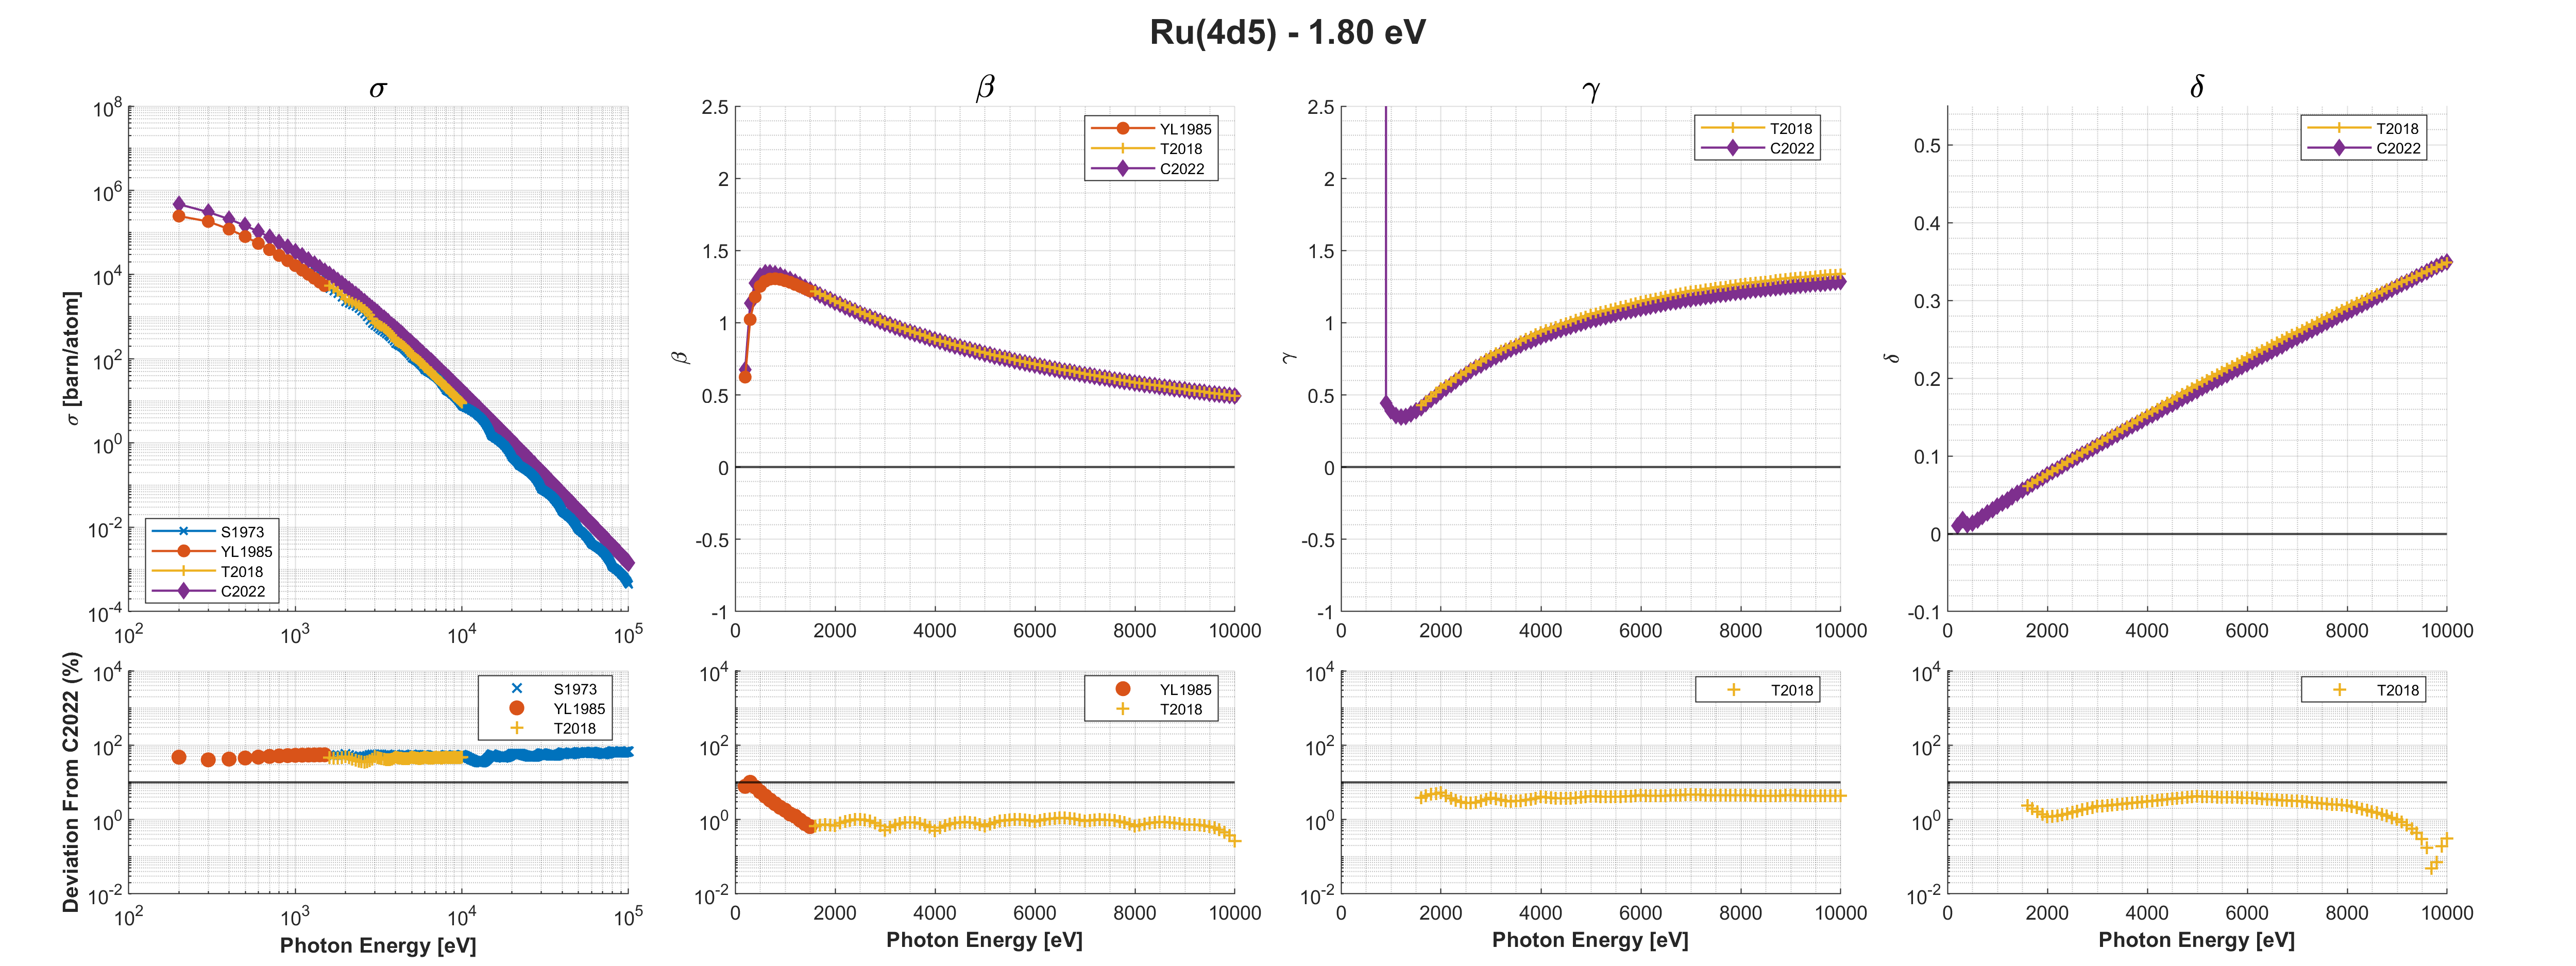 Ru(4d5) - 1.80 eV
σ
10^8
10^6
10^4
10^2
10^0
10^-2
10^-4
10^2
10^3
10^4
10^5
σ [barn/atom]
S1973
YL1985
T2018
C2022
β
2.5
2
1.5
1
0.5
0
-0.5
-1
0
2000
4000
6000
8000
10000
β
YL1985
T2018
C2022
γ
2.5
2
1.5
1
0.5
0
-0.5
-1
0
2000
4000
6000
8000
10000
γ
T2018
C2022
δ
0.5
0.4
0.3
0.2
0.1
0
-0.1
0
2000
4000
6000
8000
10000
δ
T2018
C2022
Deviation From C2022 (%)
10^4
10^2
10^0
10^-2
10^2
10^3
10^4
10^5
S1973
YL1985
T2018
Photon Energy [eV]
10^4
10^2
10^0
10^-2
0
2000
4000
6000
8000
10000
YL1985
T2018
Photon Energy [eV]
10^4
10^2
10^0
10^-2
0
2000
4000
6000
8000
10000
T2018
Photon Energy [eV]
10^4
10^2
10^0
10^-2
0
2000
4000
6000
8000
10000
T2018
Photon Energy [eV]